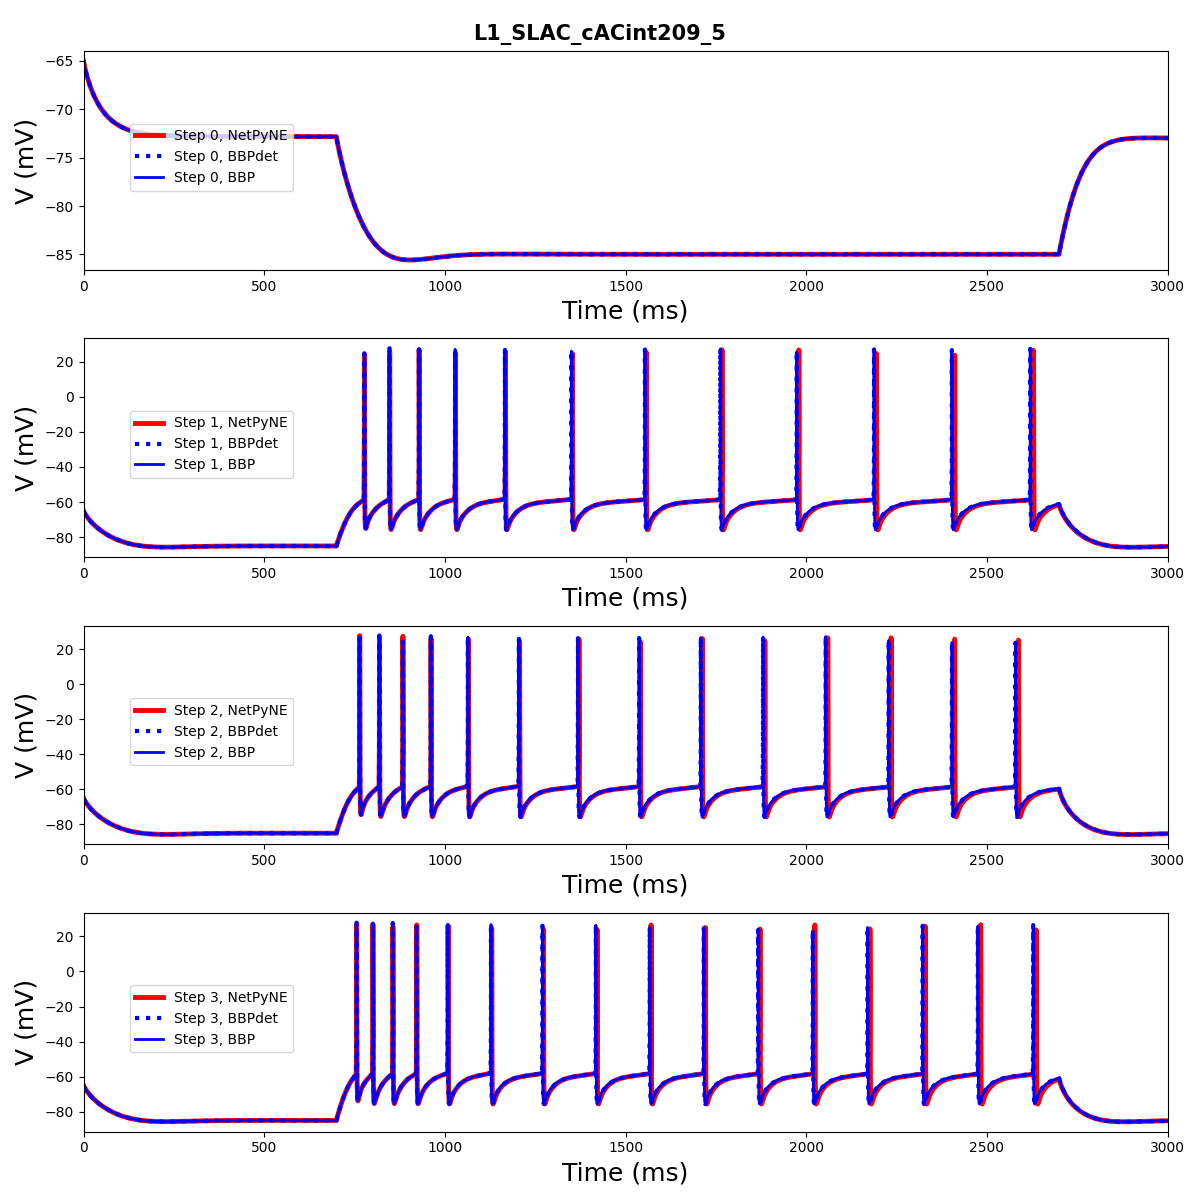 L1_SLAC_cACint209_5
−65
−70
−75
−80
−85
V (mV)
Step 0, NetPyNE
Step 0, BBPdet
Step 0, BBP
0 500 1000 1500 2000 2500 3000
Time (ms)
20
0
−20
−40
−60
−80
V (mV)
Step 1, NetPyNE
Step 1, BBPdet
Step 1, BBP
0 500 1000 1500 2000 2500 3000
Time (ms)
20
0
−20
−40
−60
−80
V (mV)
Step 2, NetPyNE
Step 2, BBPdet
Step 2, BBP
0 500 1000 1500 2000 2500 3000
Time (ms)
20
0
−20
−40
−60
−80
V (mV)
Step 3, NetPyNE
Step 3, BBPdet
Step 3, BBP
0 500 1000 1500 2000 2500 3000
Time (ms)